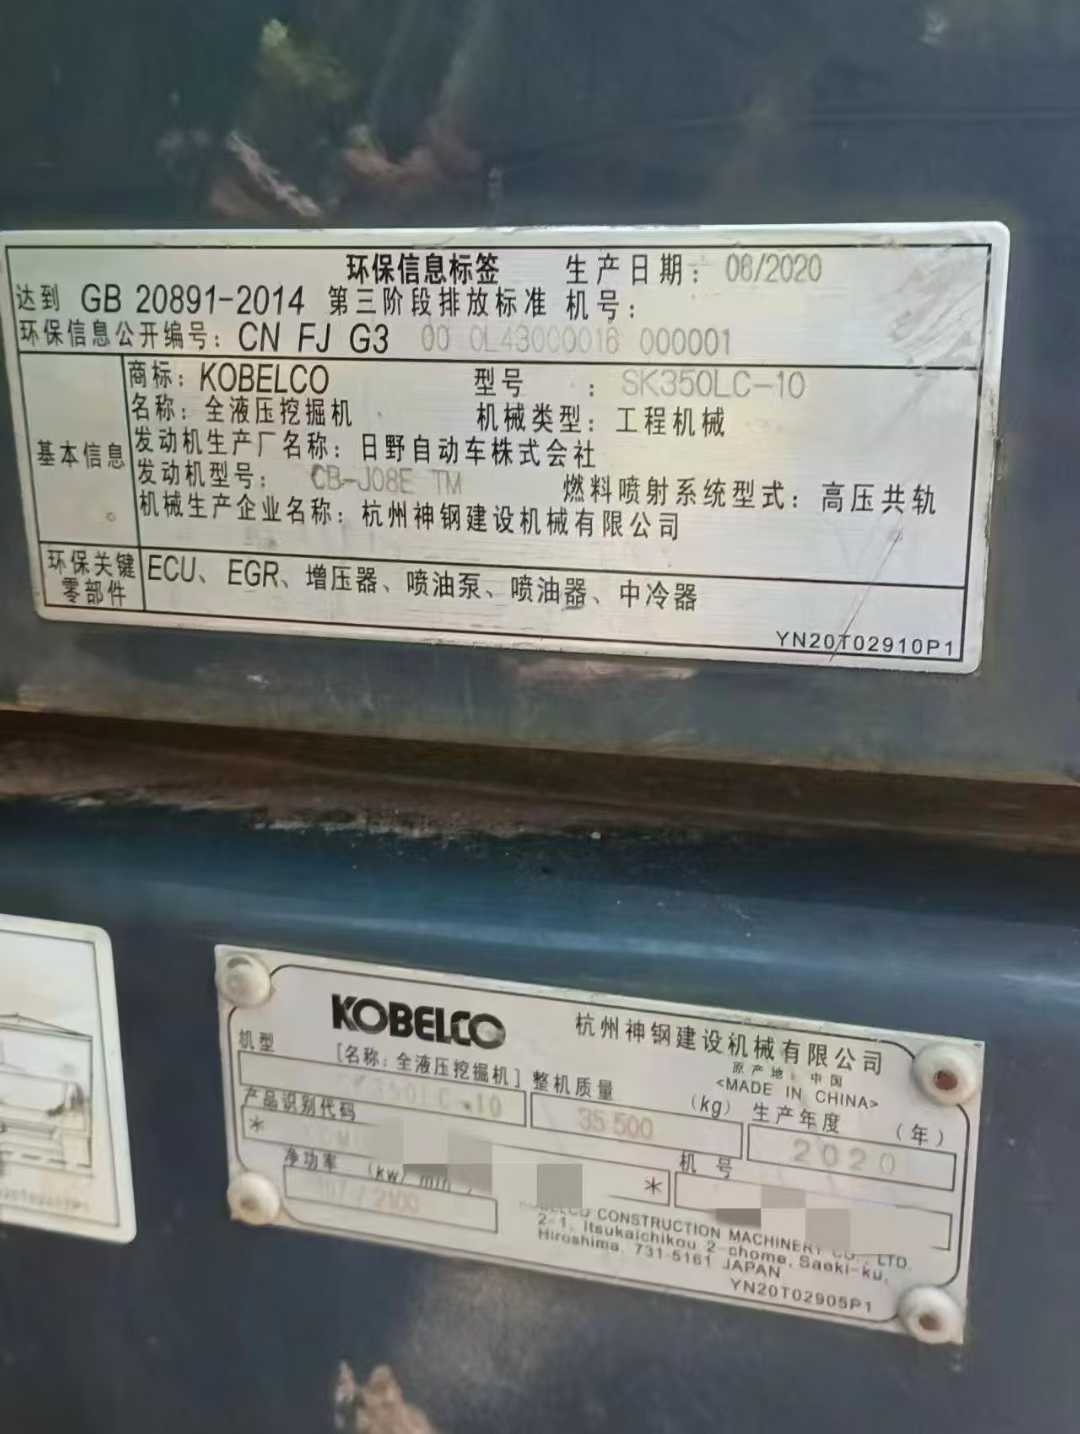 环保信息标签 生产日期: 06/2020
达到 GB 20891-2014 第三阶段排放标准 机号:
环保信息公开编号: CN FJ G3 00 0L43000016 000001
商标: KOBELCO 型号 : SK350LC-10
名称: 全液压挖掘机 机械类型: 工程机械
基本信息
发动机生产厂名称: 日野自动车株式会社
发动机型号: CB-J08E TM 燃料喷射系统型式: 高压共轨
机械生产企业名称: 杭州神钢建设机械有限公司
环保关键零部件 ECU、EGR、增压器、喷油泵、喷油器、中冷器
YN20T02910P1
KOBELCO 杭州神钢建设机械有限公司
原产地: 中国
<MADE IN CHINA>
机型 [名称: 全液压挖掘机] 整机质量 (kg) 生产年度 (年)
350LC-10 35500 2020
产品识别代码 机号
* *
净功率 (kw/min
/2100
CONSTRUCTION MACHINERY CO., LTD.
2-1, Itsukaichikou 2-chome, Saeki-ku,
Hiroshima, 731-5161 JAPAN
YN20T02905P1